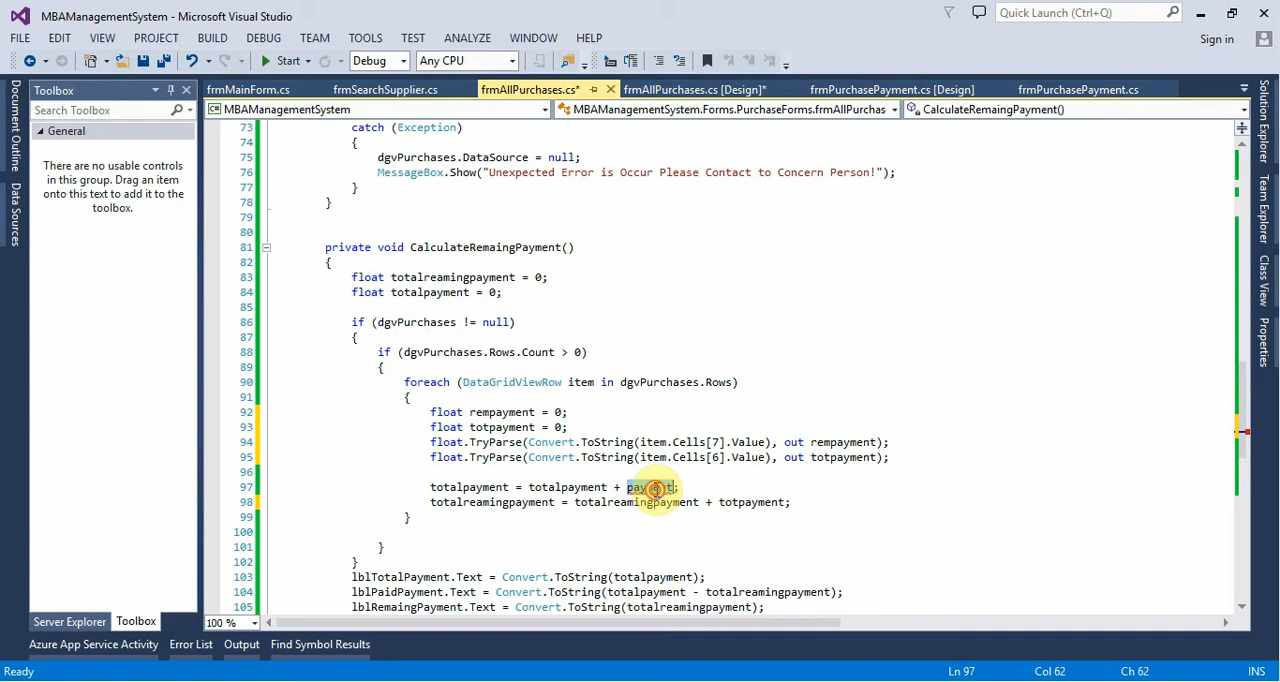 MBAManagementSystem - Microsoft Visual Studio
Quick Launch (Ctrl+Q)
FILE EDIT VIEW PROJECT BUILD DEBUG TEAM TOOLS TEST ANALYZE WINDOW HELP
Sign in
Start Debug Any CPU
Document Outline
Data Sources
Toolbox
Search Toolbox
General
There are no usable controls
in this group. Drag an item
onto this text to add it to the
toolbox.
Server Explorer Toolbox
frmMainForm.cs frmSearchSupplier.cs frmAllPurchases.cs* frmAllPurchases.cs [Design]* frmPurchasePayment.cs [Design] frmPurchasePayment.cs
MBAManagementSystem MBAManagementSystem.Forms.PurchaseForms.frmAllPurchas CalculateRemaingPayment()
73 catch (Exception)
74 {
75 dgvPurchases.DataSource = null;
76 MessageBox.Show("Unexpected Error is Occur Please Contact to Concern Person!");
77 }
78 }
79
80
81 private void CalculateRemaingPayment()
82 {
83 float totalreamingpayment = 0;
84 float totalpayment = 0;
85
86 if (dgvPurchases != null)
87 {
88 if (dgvPurchases.Rows.Count > 0)
89 {
90 foreach (DataGridViewRow item in dgvPurchases.Rows)
91 {
92 float rempayment = 0;
93 float totpayment = 0;
94 float.TryParse(Convert.ToString(item.Cells[7].Value), out rempayment);
95 float.TryParse(Convert.ToString(item.Cells[6].Value), out totpayment);
96
97 totalpayment = totalpayment + payment;
98 totalreamingpayment = totalreamingpayment + totpayment;
99 }
100
101 }
102 }
103 lblTotalPayment.Text = Convert.ToString(totalpayment);
104 lblPaidPayment.Text = Convert.ToString(totalpayment - totalreamingpayment);
105 lblRemaingPayment.Text = Convert.ToString(totalreamingpayment);
100 %
Solution Explorer
Team Explorer
Class View
Properties
Azure App Service Activity Error List Output Find Symbol Results
Ready Ln 97 Col 62 Ch 62 INS